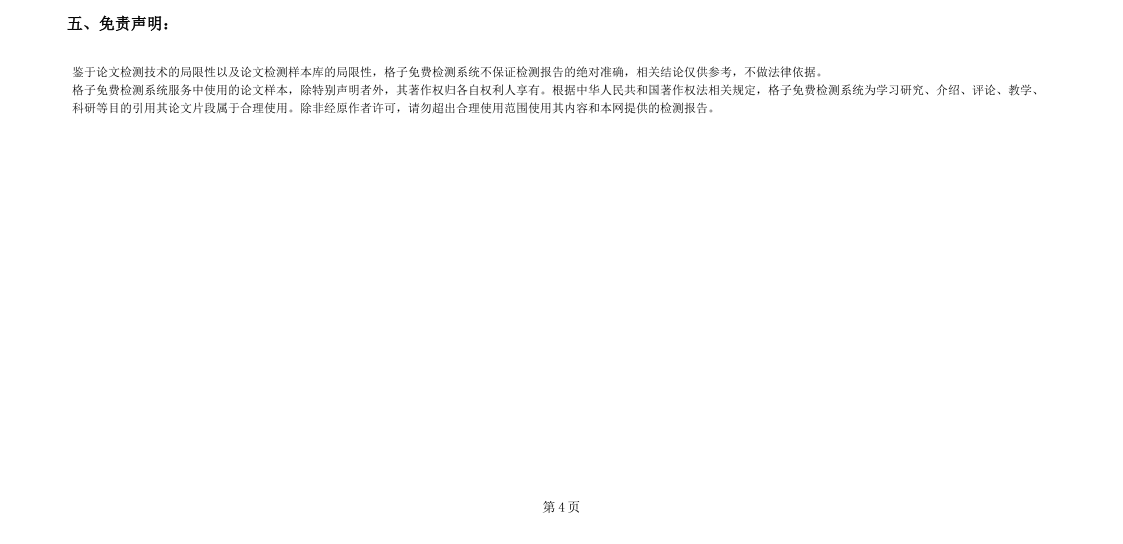 五、免责声明：
鉴于论文检测技术的局限性以及论文检测样本库的局限性，格子免费检测系统不保证检测报告的绝对准确，相关结论仅供参考，不做法律依据。
格子免费检测系统服务中使用的论文样本，除特别声明者外，其著作权归各自权利人享有。根据中华人民共和国著作权法相关规定，格子免费检测系统为学习研究、介绍、评论、教学、
科研等目的引用其论文片段属于合理使用。除非经原作者许可，请勿超出合理使用范围使用其内容和本网提供的检测报告。
第 4 页